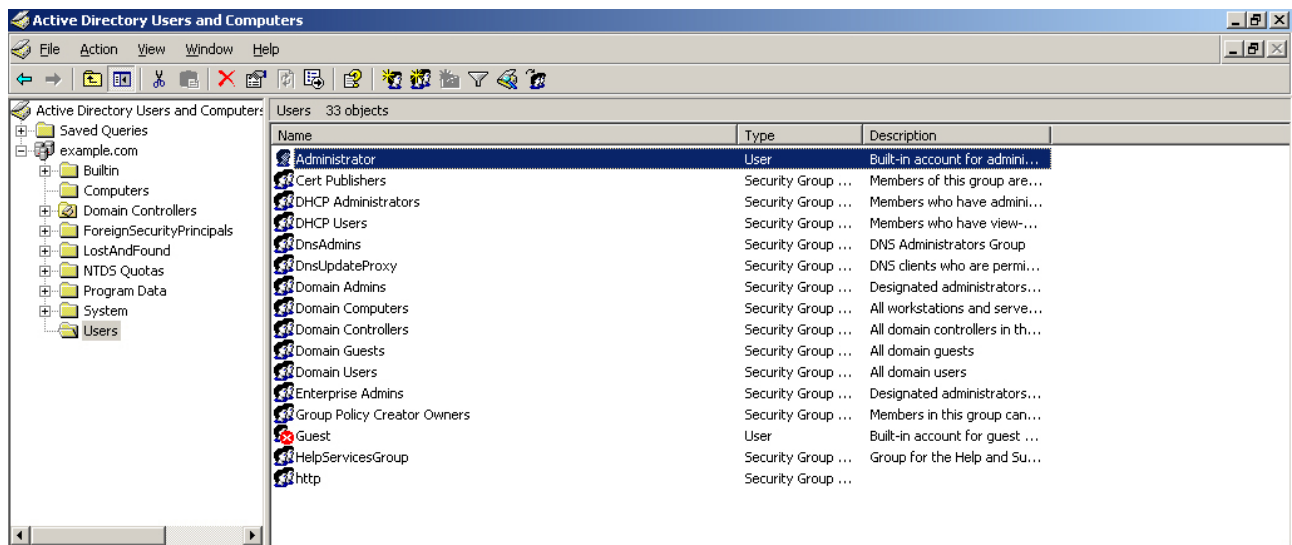 Active Directory Users and Computers
File Action View Window Help
Active Directory Users and Computers
Saved Queries
example.com
Builtin
Computers
Domain Controllers
ForeignSecurityPrincipals
LostAndFound
NTDS Quotas
Program Data
System
Users
Users 33 objects
Name Type Description
Administrator User Built-in account for admini...
Cert Publishers Security Group ... Members of this group are...
DHCP Administrators Security Group ... Members who have admini...
DHCP Users Security Group ... Members who have view-...
DnsAdmins Security Group ... DNS Administrators Group
DnsUpdateProxy Security Group ... DNS clients who are permi...
Domain Admins Security Group ... Designated administrators...
Domain Computers Security Group ... All workstations and serve...
Domain Controllers Security Group ... All domain controllers in th...
Domain Guests Security Group ... All domain guests
Domain Users Security Group ... All domain users
Enterprise Admins Security Group ... Designated administrators...
Group Policy Creator Owners Security Group ... Members in this group can...
Guest User Built-in account for guest ...
HelpServicesGroup Security Group ... Group for the Help and Su...
http Security Group ...